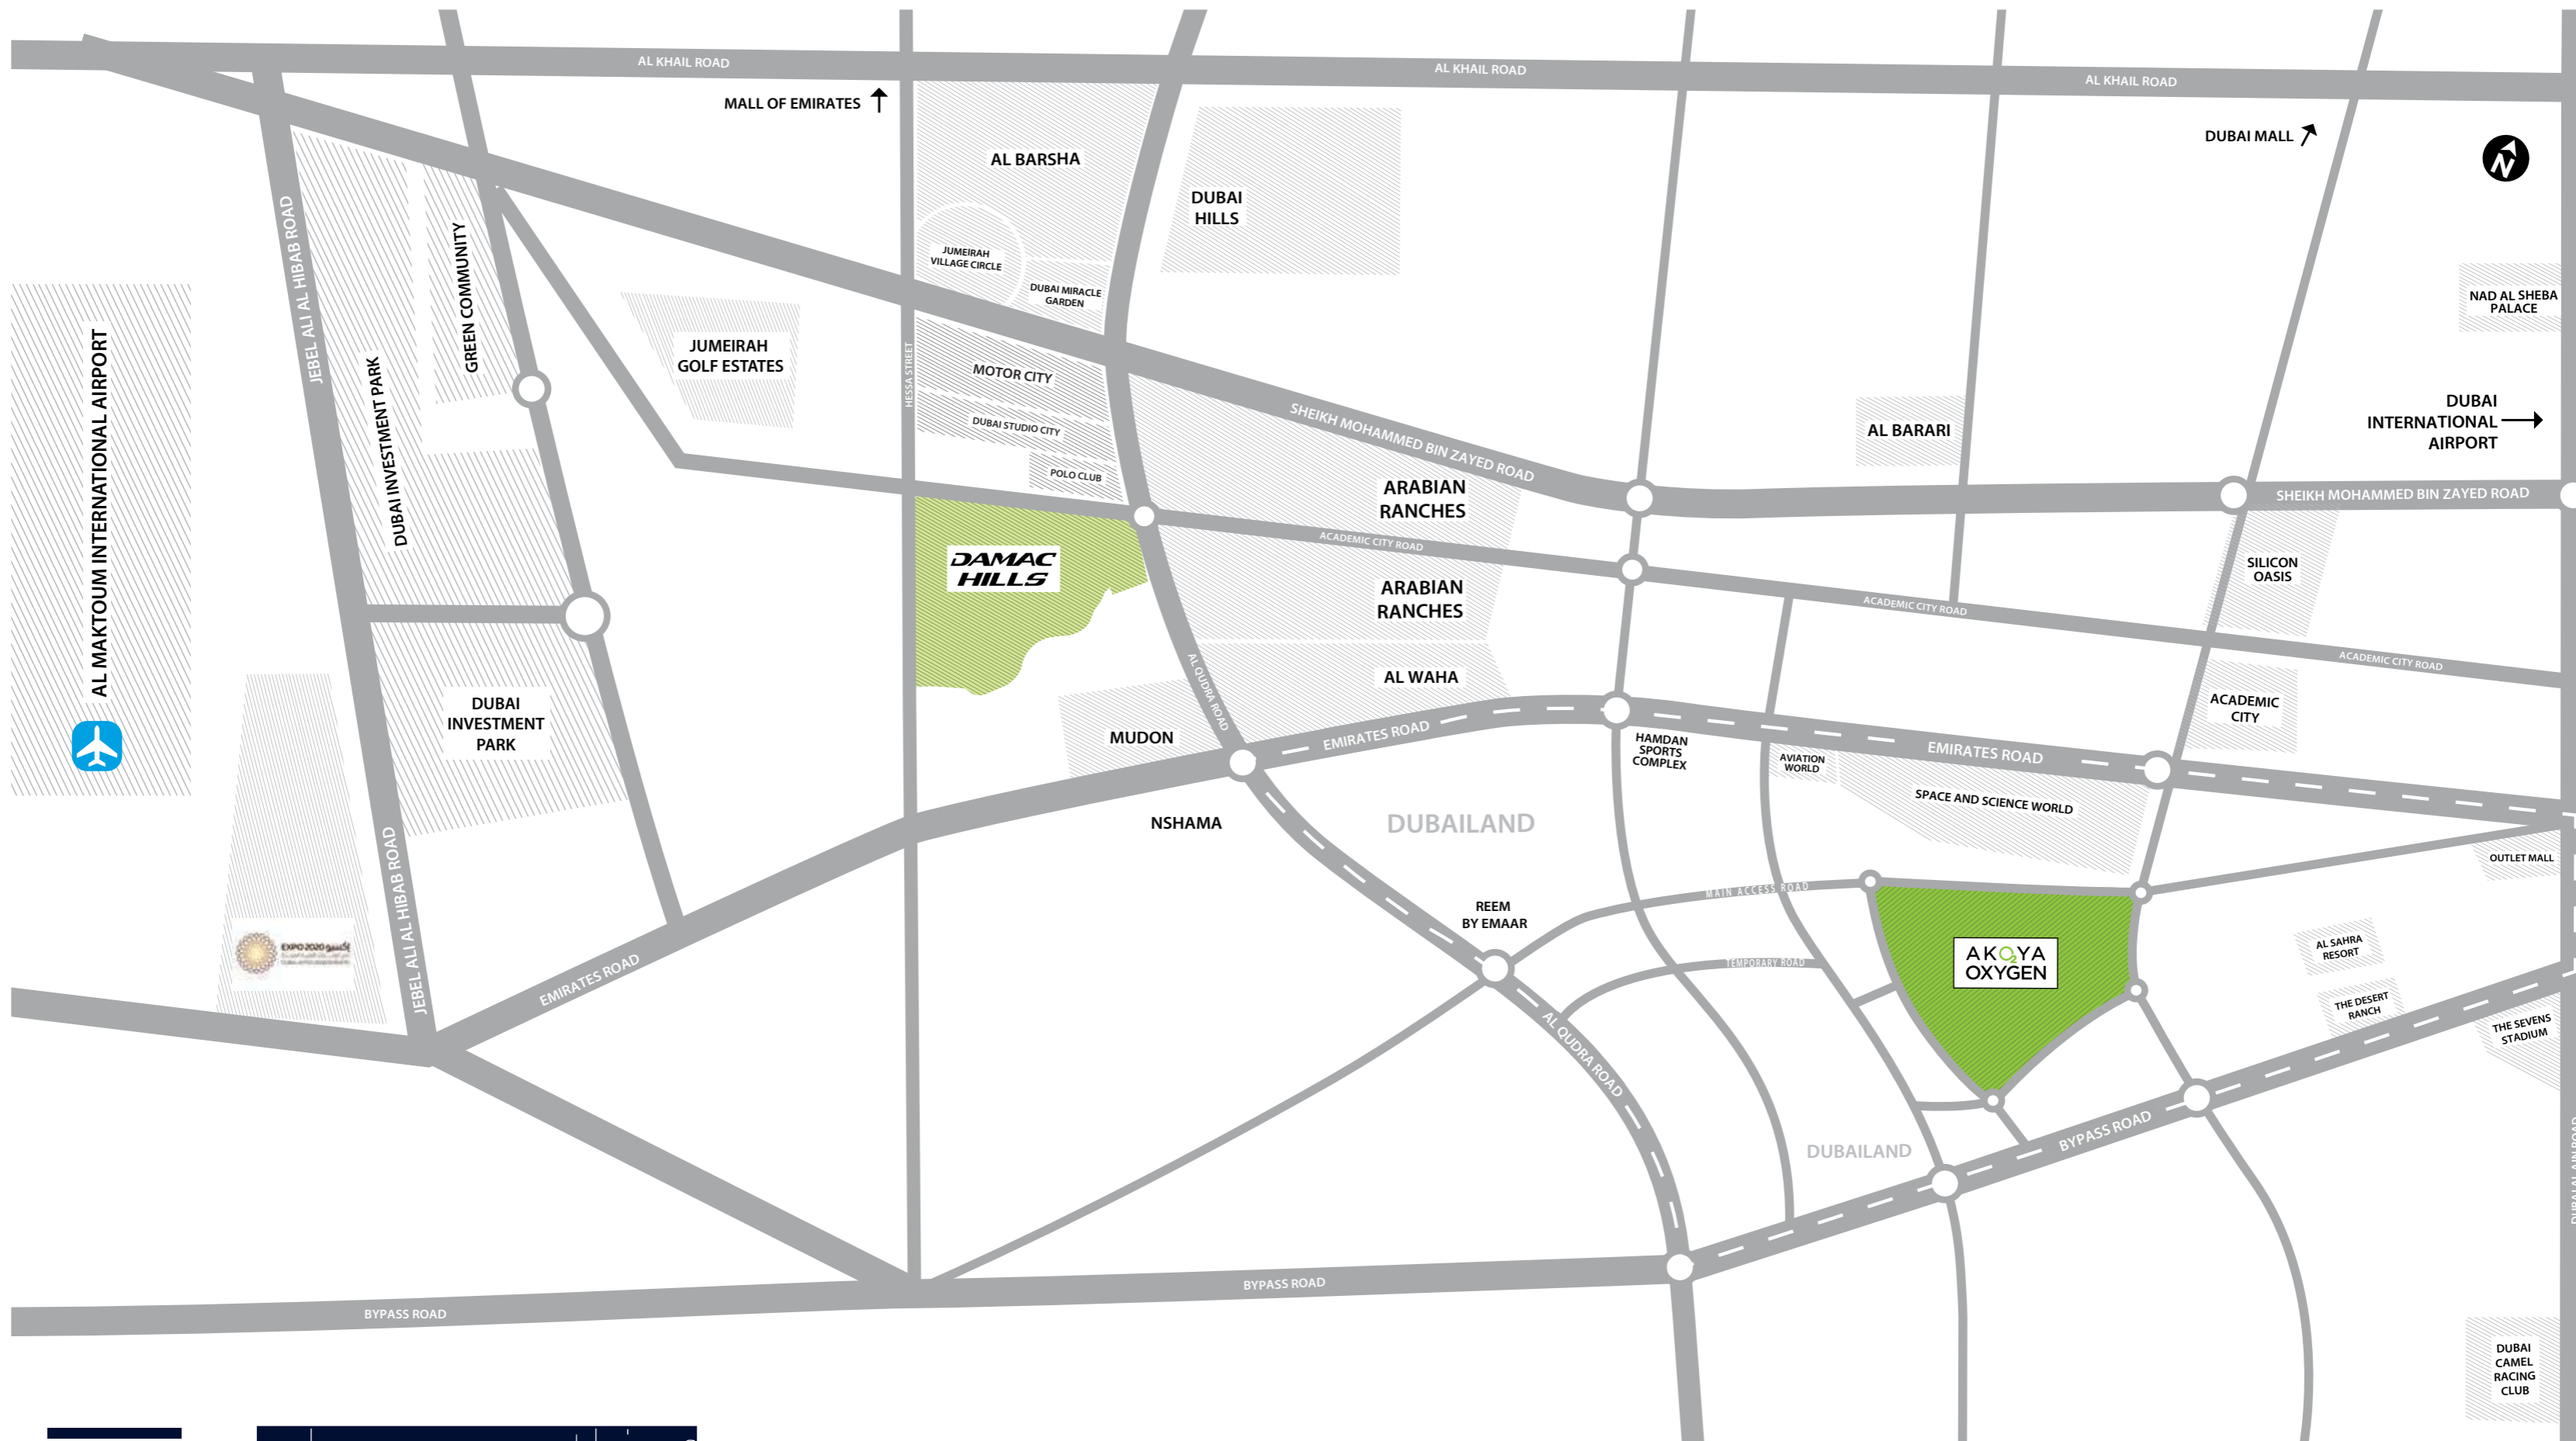 AL KHAIL ROAD
AL KHAIL ROAD
AL KHAIL ROAD
MALL OF EMIRATES
DUBAI MALL
N
AL BARSHA
DUBAI
HILLS
JUMEIRAH
VILLAGE CIRCLE
DUBAI MIRACLE
GARDEN
NAD AL SHEBA
PALACE
JEBEL ALI AL HIBAB ROAD
GREEN COMMUNITY
AL MAKTOUM INTERNATIONAL AIRPORT
DUBAI INVESTMENT PARK
JUMEIRAH
GOLF ESTATES
HESSA STREET
MOTOR CITY
DUBAI STUDIO CITY
POLO CLUB
SHEIKH MOHAMMED BIN ZAYED ROAD
AL BARARI
DUBAI
INTERNATIONAL
AIRPORT
ARABIAN
RANCHES
SHEIKH MOHAMMED BIN ZAYED ROAD
ACADEMIC CITY ROAD
DAMAC
HILLS
ARABIAN
RANCHES
ACADEMIC CITY ROAD
SILICON
OASIS
ACADEMIC CITY ROAD
AL QUDRA ROAD
AL WAHA
ACADEMIC
CITY
DUBAI
INVESTMENT
PARK
MUDON
EMIRATES ROAD
HAMDAN
SPORTS
COMPLEX
AVIATION
WORLD
EMIRATES ROAD
SPACE AND SCIENCE WORLD
NSHAMA
DUBAILAND
OUTLET MALL
JEBEL ALI AL HIBAB ROAD
MAIN ACCESS ROAD
REEM
BY EMAAR
EXPO 2020 إكسبو
TEMPORARY ROAD
AKO2YA
OXYGEN
AL SAHRA
RESORT
EMIRATES ROAD
THE DESERT
RANCH
THE SEVENS
STADIUM
AL QUDRA ROAD
BYPASS ROAD
DUBAILAND
DUBAI AL AIN ROAD
BYPASS ROAD
BYPASS ROAD
DUBAI
CAMEL
RACING
CLUB